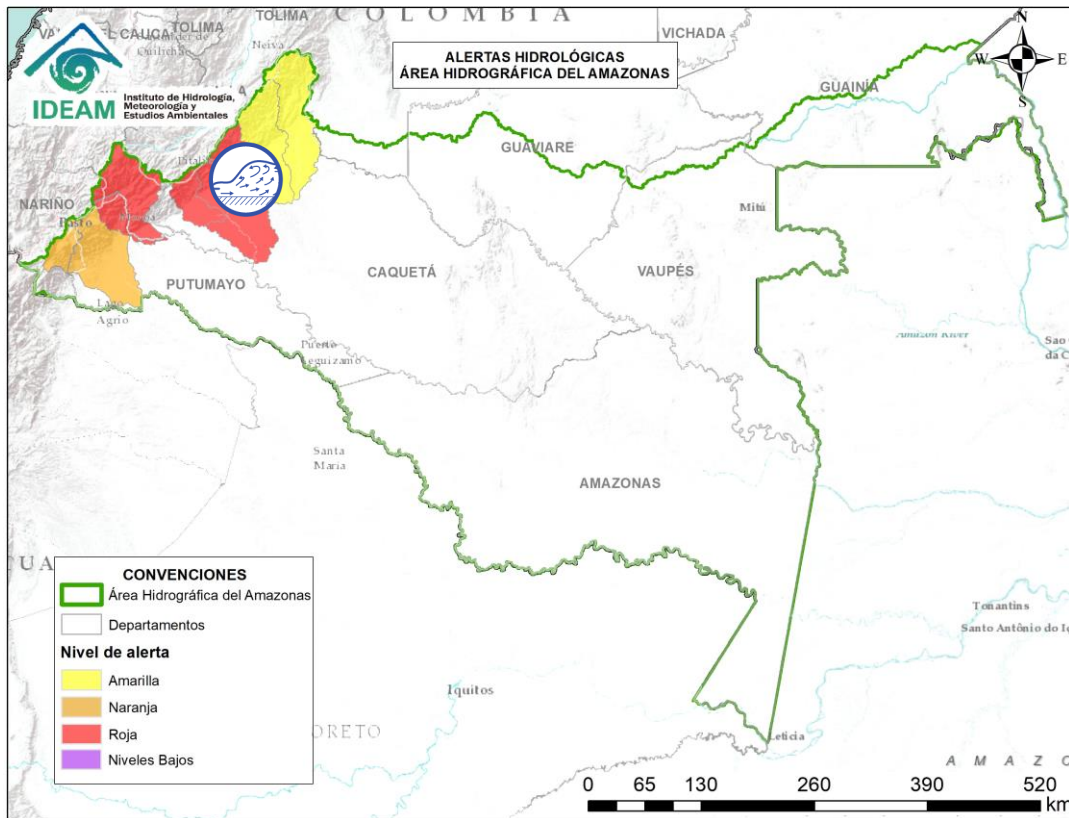 COLOMBIA
TOLIMA
L CAUCA
TOLIMA
Neiva
VICHADA
IDEAM
Instituto de Hidrología,
Meteorología y
Estudios Ambientales
ALERTAS HIDROLÓGICAS
ÁREA HIDROGRÁFICA DEL AMAZONAS
N
W
E
S
GUAINÍA
GUAVIARE
NARIÑO
Pasto
Mitú
CAQUETÁ
VAUPÉS
PUTUMAYO
Lago
Agrio
Puerto
Amazon River
Santa
Maria
AMAZONAS
CONVENCIONES
Área Hidrográfica del Amazonas
Departamentos
Nivel de alerta
Amarilla
Naranja
Roja
Niveles Bajos
Tonantins
Santo Antônio do
Iquitos
ORETO
Leticia
AMAZO
0 65 130 260 390 520
km